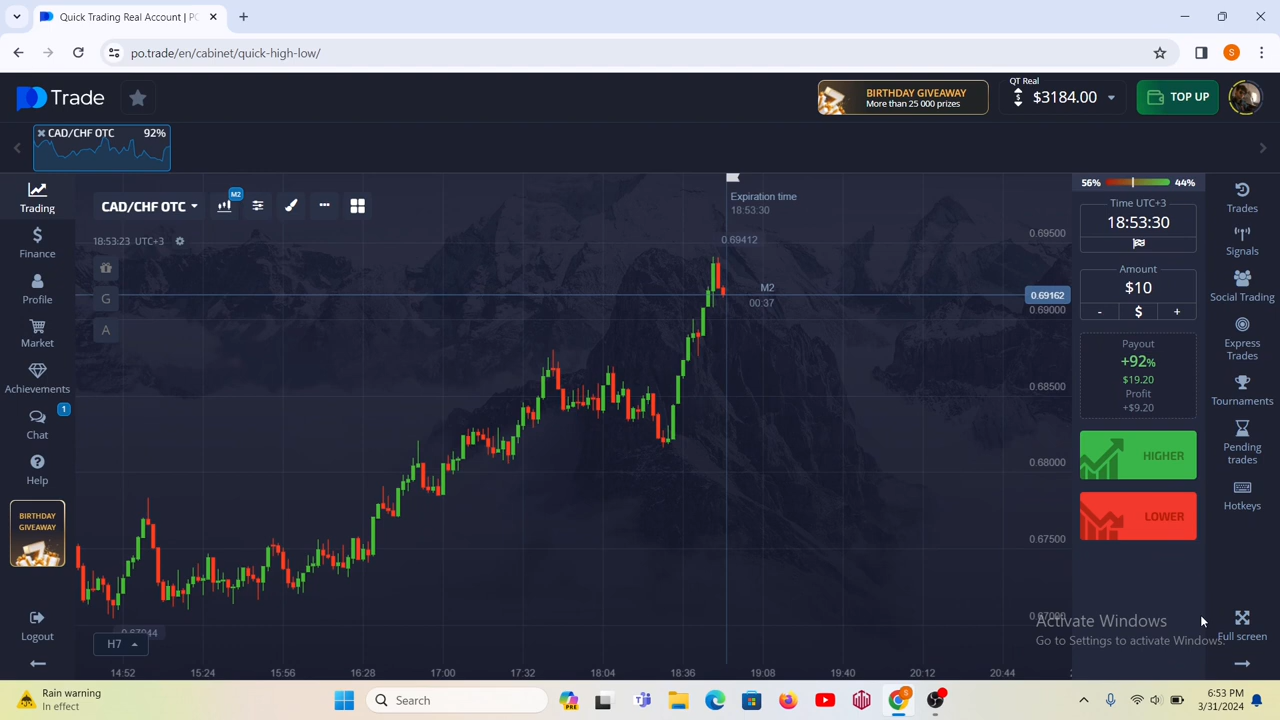 Quick Trading Real Account | PO
po.trade/en/cabinet/quick-high-low/
S
Trade
BIRTHDAY GIVEAWAY
More than 25 000 prizes
QT Real
$3184.00
TOP UP
CAD/CHF OTC 92%
Trading
Finance
Profile
Market
Achievements
1
Chat
Help
BIRTHDAY
GIVEAWAY
Logout
CAD/CHF OTC
M2
18:53:23 UTC+3
G
A
Expiration time
18:53:30
0.69412
M2
00:37
0.69500
0.69162
0.69000
0.68500
0.68000
0.67500
0.67000
0.67044
H7
14:52 15:24 15:56 16:28 17:00 17:32 18:04 18:36 19:08 19:40 20:12 20:44
56% 44%
Time UTC+3
18:53:30
Amount
$10
- $ +
Payout
+92%
$19.20
Profit
+$9.20
HIGHER
LOWER
Trades
Signals
Social Trading
Express
Trades
Tournaments
Pending
trades
Hotkeys
Full screen
Activate Windows
Go to Settings to activate Windows.
Rain warning
In effect
Search
PRE
6:53 PM
3/31/2024